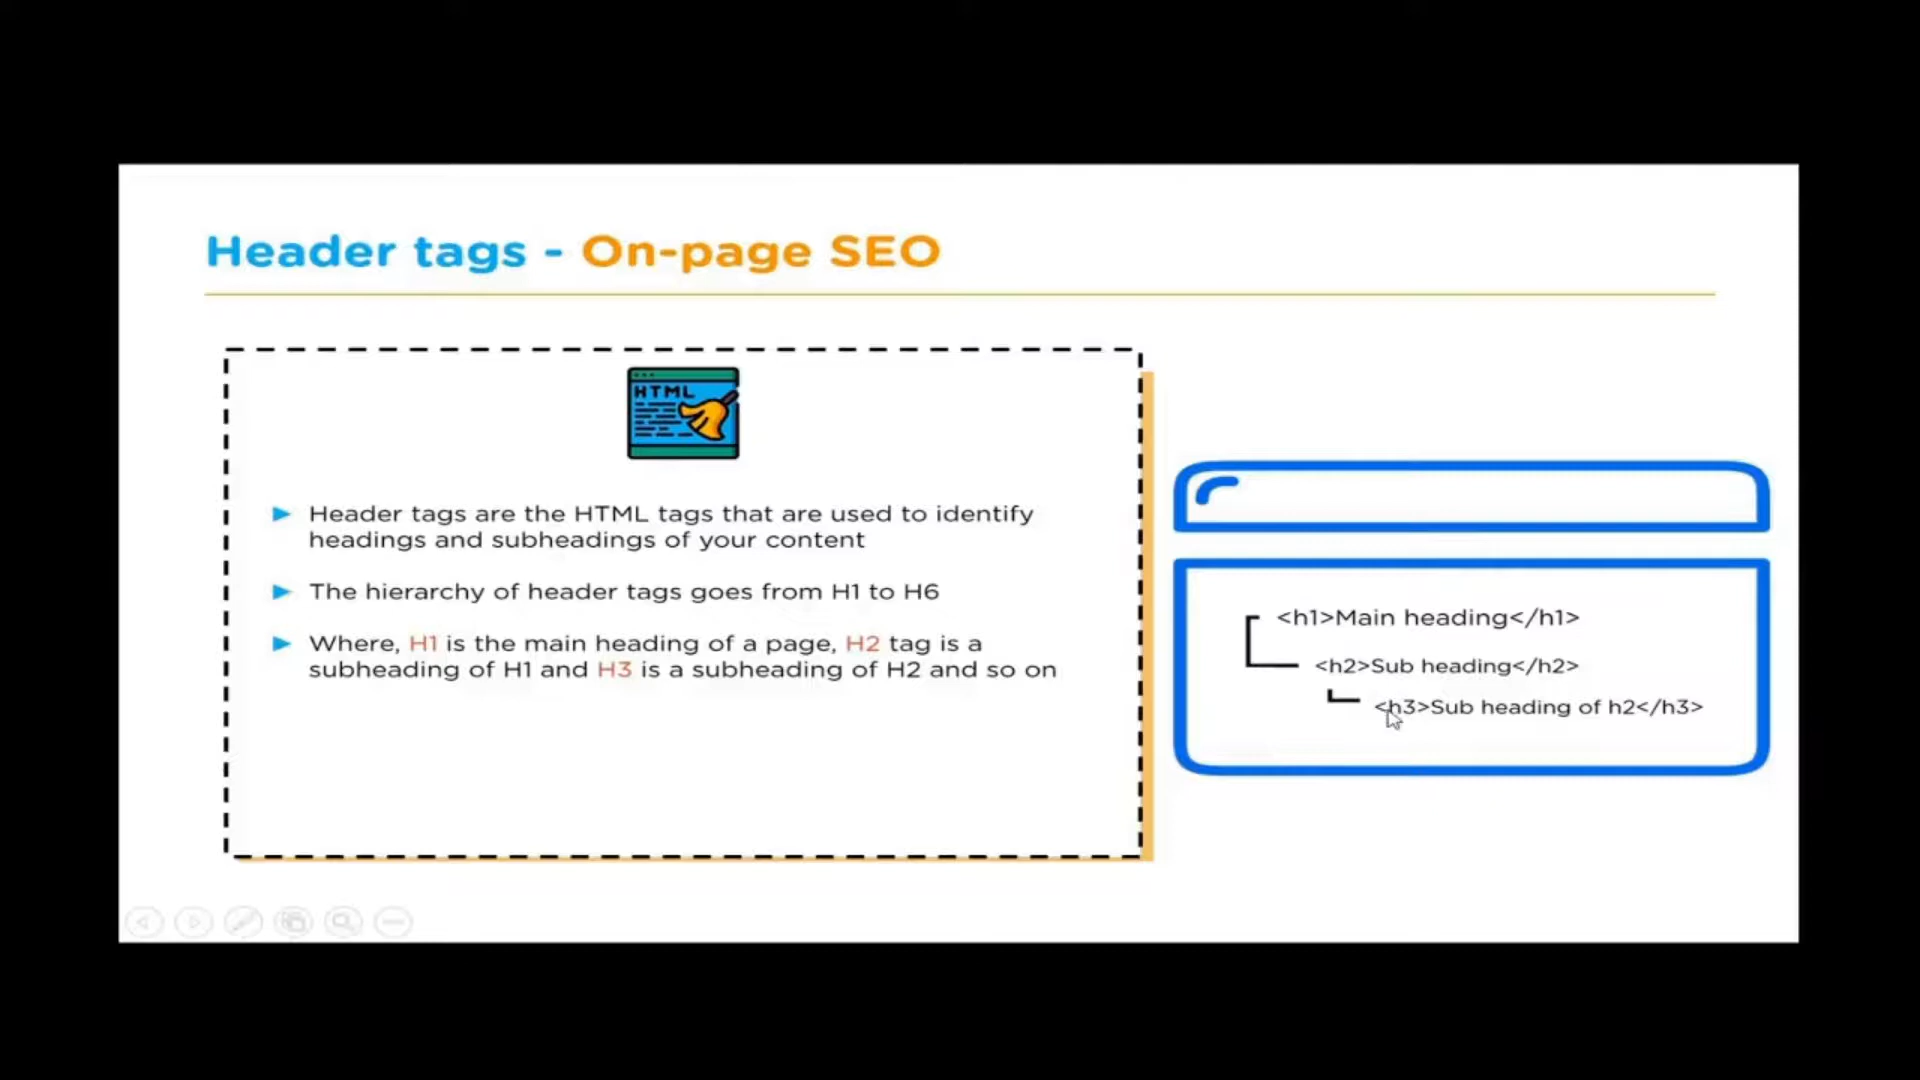 Header tags - On-page SEO
HTML
Header tags are the HTML tags that are used to identify
headings and subheadings of your content
The hierarchy of header tags goes from H1 to H6
Where, H1 is the main heading of a page, H2 tag is a
subheading of H1 and H3 is a subheading of H2 and so on
<h1>Main heading</h1>
<h2>Sub heading</h2>
<h3>Sub heading of h2</h3>